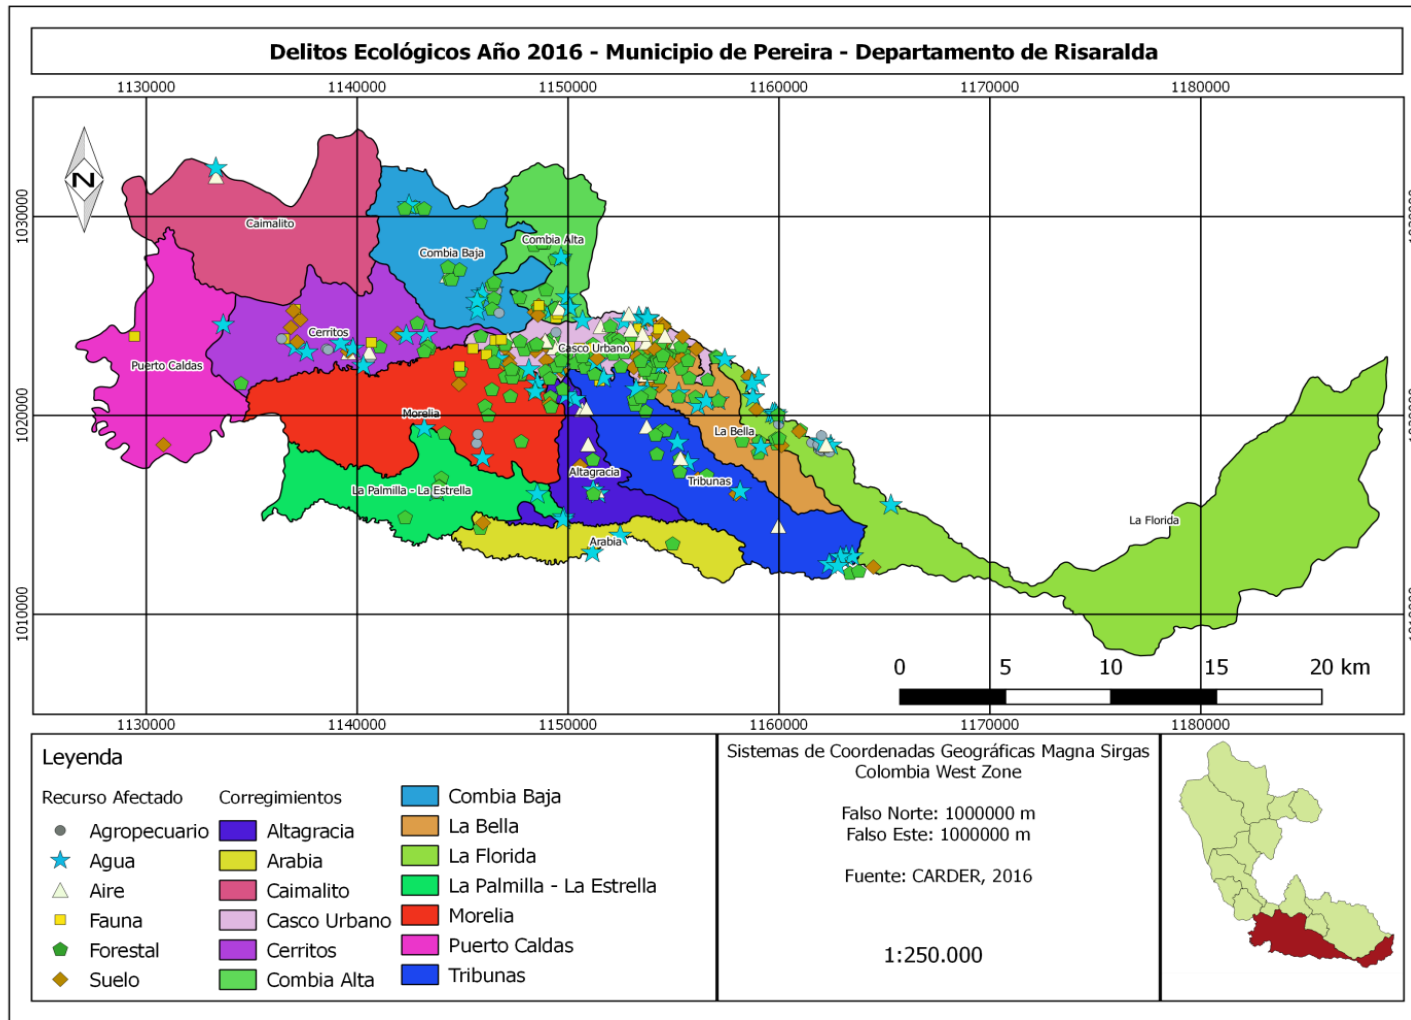 Delitos Ecológicos Año 2016 - Municipio de Pereira - Departamento de Risaralda
1130000 1140000 1150000 1160000 1170000 1180000
N
1030000 1030000
Caimalito
Combia Baja
Combia Alta
Cerritos
Casco Urbano
Puerto Caldas
1020000 1020000
Morelia
La Bella
Altagracia
Tribunas
La Palmilla - La Estrella
La Florida
Arabia
1010000 1010000
0 5 10 15 20 km
1130000 1140000 1150000 1160000 1170000 1180000
Leyenda
Recurso Afectado
Agropecuario
Agua
Aire
Fauna
Forestal
Suelo
Corregimientos
Altagracia
Arabia
Caimalito
Casco Urbano
Cerritos
Combia Alta
Combia Baja
La Bella
La Florida
La Palmilla - La Estrella
Morelia
Puerto Caldas
Tribunas
Sistemas de Coordenadas Geográficas Magna Sirgas
Colombia West Zone
Falso Norte: 1000000 m
Falso Este: 1000000 m
Fuente: CARDER, 2016
1:250.000